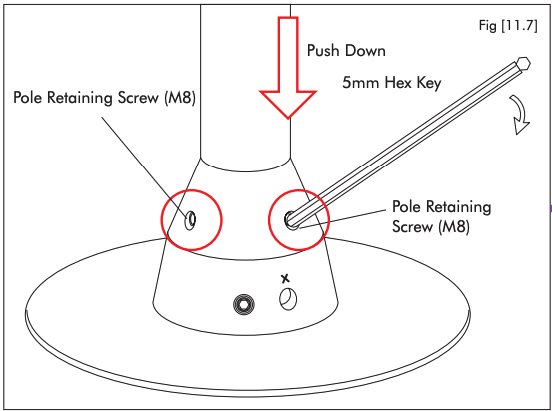 Fig [11.7]
Push Down
5mm Hex Key
Pole Retaining Screw (M8)
Pole Retaining
Screw (M8)
x